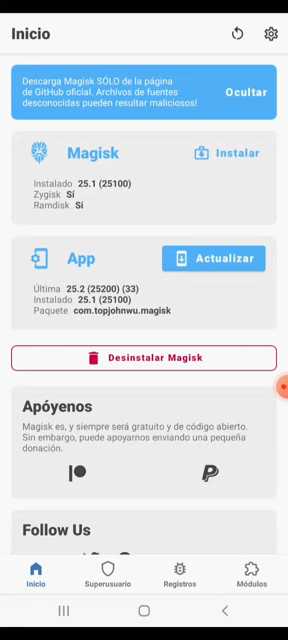 Inicio
Descarga Magisk SÓLO de la página
de GitHub oficial. Archivos de fuentes
desconocidas pueden resultar maliciosos!
Ocultar
Magisk
Instalar
Instalado 25.1 (25100)
Zygisk Sí
Ramdisk Sí
App
Actualizar
Última 25.2 (25200) (33)
Instalado 25.1 (25100)
Paquete com.topjohnwu.magisk
Desinstalar Magisk
Apóyenos
Magisk es, y siempre será gratuito y de código abierto.
Sin embargo, puede apoyarnos enviando una pequeña
donación.
Follow Us
Inicio
Superusuario
Registros
Módulos